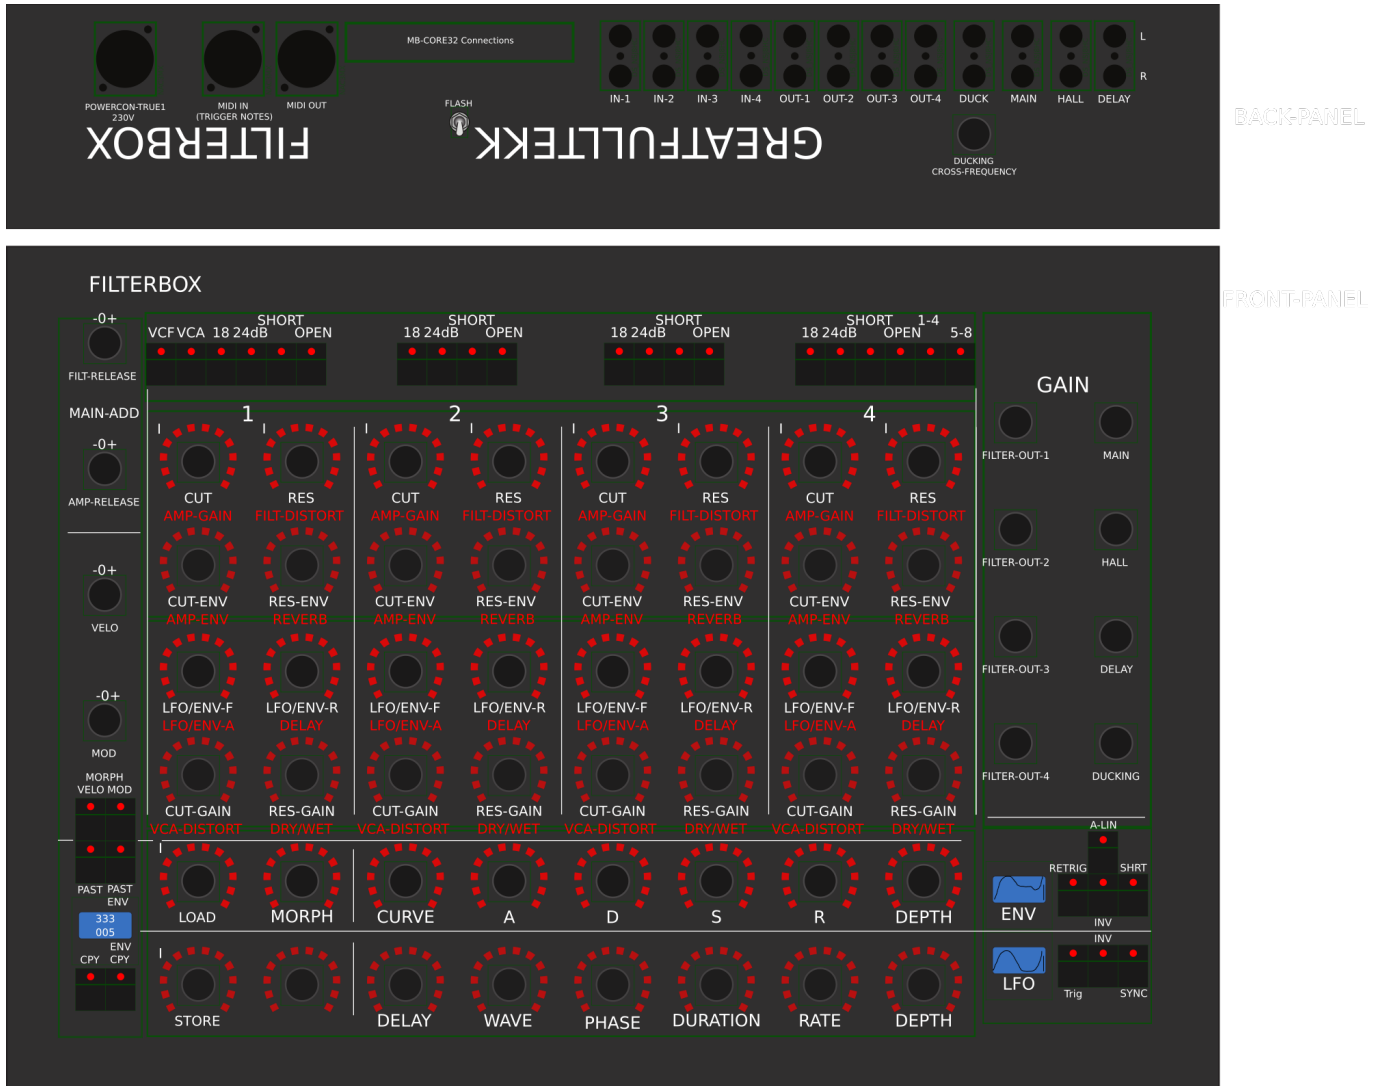 MB-CORE32 Connections
L
R
POWERCON-TRUE1
230V
MIDI IN
(TRIGGER NOTES)
MIDI OUT
FLASH
IN-1 IN-2 IN-3 IN-4 OUT-1 OUT-2 OUT-3 OUT-4 DUCK MAIN HALL DELAY
BACK-PANEL
FILTERBOX
GREATFULLTEKK
DUCKING
CROSS-FREQUENCY
FILTERBOX
FRONT-PANEL
-0+
FILT-RELEASE
MAIN-ADD
-0+
AMP-RELEASE
-0+
VELO
-0+
MOD
MORPH
VELO MOD
PAST PAST
ENV
333
005
ENV
CPY CPY
SHORT SHORT SHORT SHORT 1-4
VCF VCA 18 24dB OPEN 18 24dB OPEN 18 24dB OPEN 18 24dB OPEN 5-8
1 2 3 4
CUT RES CUT RES CUT RES CUT RES
AMP-GAIN FILT-DISTORT AMP-GAIN FILT-DISTORT AMP-GAIN FILT-DISTORT AMP-GAIN FILT-DISTORT
CUT-ENV RES-ENV CUT-ENV RES-ENV CUT-ENV RES-ENV CUT-ENV RES-ENV
AMP-ENV REVERB AMP-ENV REVERB AMP-ENV REVERB AMP-ENV REVERB
LFO/ENV-F LFO/ENV-R LFO/ENV-F LFO/ENV-R LFO/ENV-F LFO/ENV-R LFO/ENV-F LFO/ENV-R
LFO/ENV-A DELAY LFO/ENV-A DELAY LFO/ENV-A DELAY LFO/ENV-A DELAY
CUT-GAIN RES-GAIN CUT-GAIN RES-GAIN CUT-GAIN RES-GAIN CUT-GAIN RES-GAIN
VCA-DISTORT DRY/WET VCA-DISTORT DRY/WET VCA-DISTORT DRY/WET VCA-DISTORT DRY/WET
LOAD MORPH CURVE A D S R DEPTH
STORE DELAY WAVE PHASE DURATION RATE DEPTH
GAIN
FILTER-OUT-1 MAIN
FILTER-OUT-2 HALL
FILTER-OUT-3 DELAY
FILTER-OUT-4 DUCKING
A-LIN
RETRIG SHRT
ENV
INV
INV
LFO
Trig SYNC